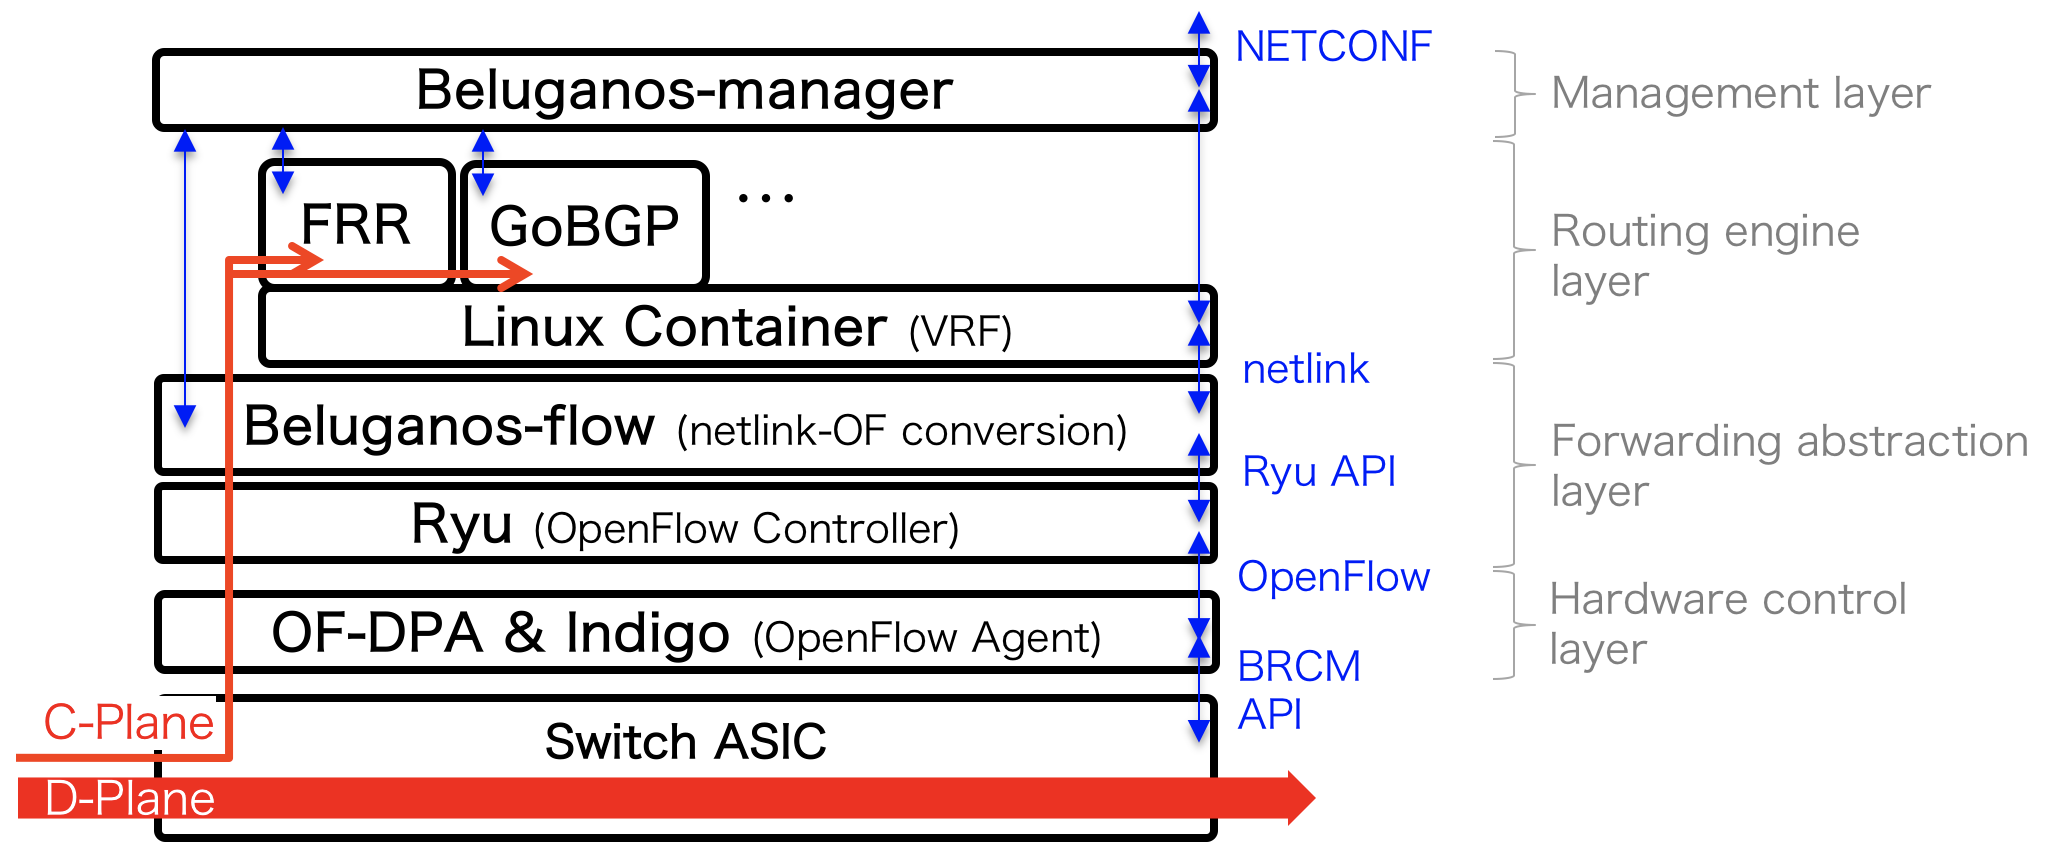 NETCONF
Beluganos-manager
Management layer
FRR
GoBGP
...
Routing engine
layer
Linux Container (VRF)
netlink
Beluganos-flow (netlink-OF conversion)
Ryu API
Forwarding abstraction
layer
Ryu (OpenFlow Controller)
OpenFlow
OF-DPA & Indigo (OpenFlow Agent)
Hardware control
layer
BRCM
API
C-Plane
Switch ASIC
D-Plane